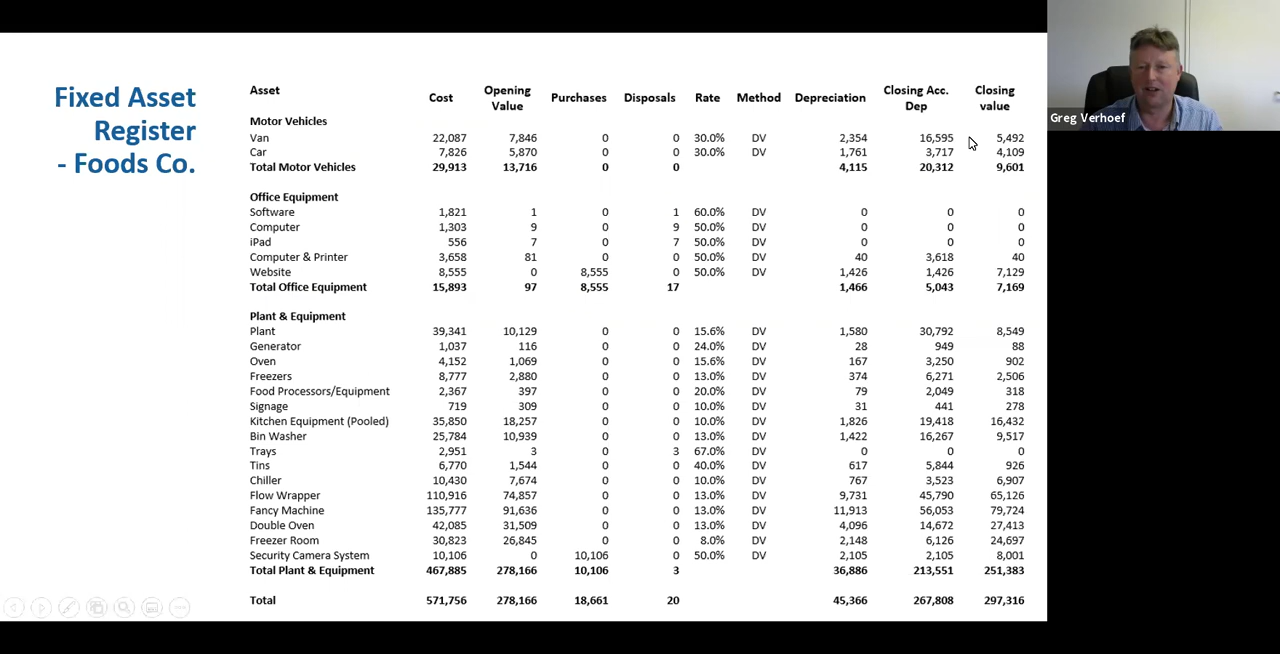 Fixed Asset
Register
- Foods Co.
Asset Cost Opening Value Purchases Disposals Rate Method Depreciation Closing Acc. Dep Closing value
Motor Vehicles
Van 22,087 7,846 0 0 30.0% DV 2,354 16,595 5,492
Car 7,826 5,870 0 0 30.0% DV 1,761 3,717 4,109
Total Motor Vehicles 29,913 13,716 0 0 4,115 20,312 9,601
Office Equipment
Software 1,821 1 0 1 60.0% DV 0 0 0
Computer 1,303 9 0 9 50.0% DV 0 0 0
iPad 556 7 0 7 50.0% DV 0 0 0
Computer & Printer 3,658 81 0 0 50.0% DV 40 3,618 40
Website 8,555 0 8,555 0 50.0% DV 1,426 1,426 7,129
Total Office Equipment 15,893 97 8,555 17 1,466 5,043 7,169
Plant & Equipment
Plant 39,341 10,129 0 0 15.6% DV 1,580 30,792 8,549
Generator 1,037 116 0 0 24.0% DV 28 949 88
Oven 4,152 1,069 0 0 15.6% DV 167 3,250 902
Freezers 8,777 2,880 0 0 13.0% DV 374 6,271 2,506
Food Processors/Equipment 2,367 397 0 0 20.0% DV 79 2,049 318
Signage 719 309 0 0 10.0% DV 31 441 278
Kitchen Equipment (Pooled) 35,850 18,257 0 0 10.0% DV 1,826 19,418 16,432
Bin Washer 25,784 10,939 0 0 13.0% DV 1,422 16,267 9,517
Trays 2,951 3 0 3 67.0% DV 0 0 0
Tins 6,770 1,544 0 0 40.0% DV 617 5,844 926
Chiller 10,430 7,674 0 0 10.0% DV 767 3,523 6,907
Flow Wrapper 110,916 74,857 0 0 13.0% DV 9,731 45,790 65,126
Fancy Machine 135,777 91,636 0 0 13.0% DV 11,913 56,053 79,724
Double Oven 42,085 31,509 0 0 13.0% DV 4,096 14,672 27,413
Freezer Room 30,823 26,845 0 0 8.0% DV 2,148 6,126 24,697
Security Camera System 10,106 0 10,106 0 50.0% DV 2,105 2,105 8,001
Total Plant & Equipment 467,885 278,166 10,106 3 36,886 213,551 251,383
Total 571,756 278,166 18,661 20 45,366 267,808 297,316
Greg Verhoef